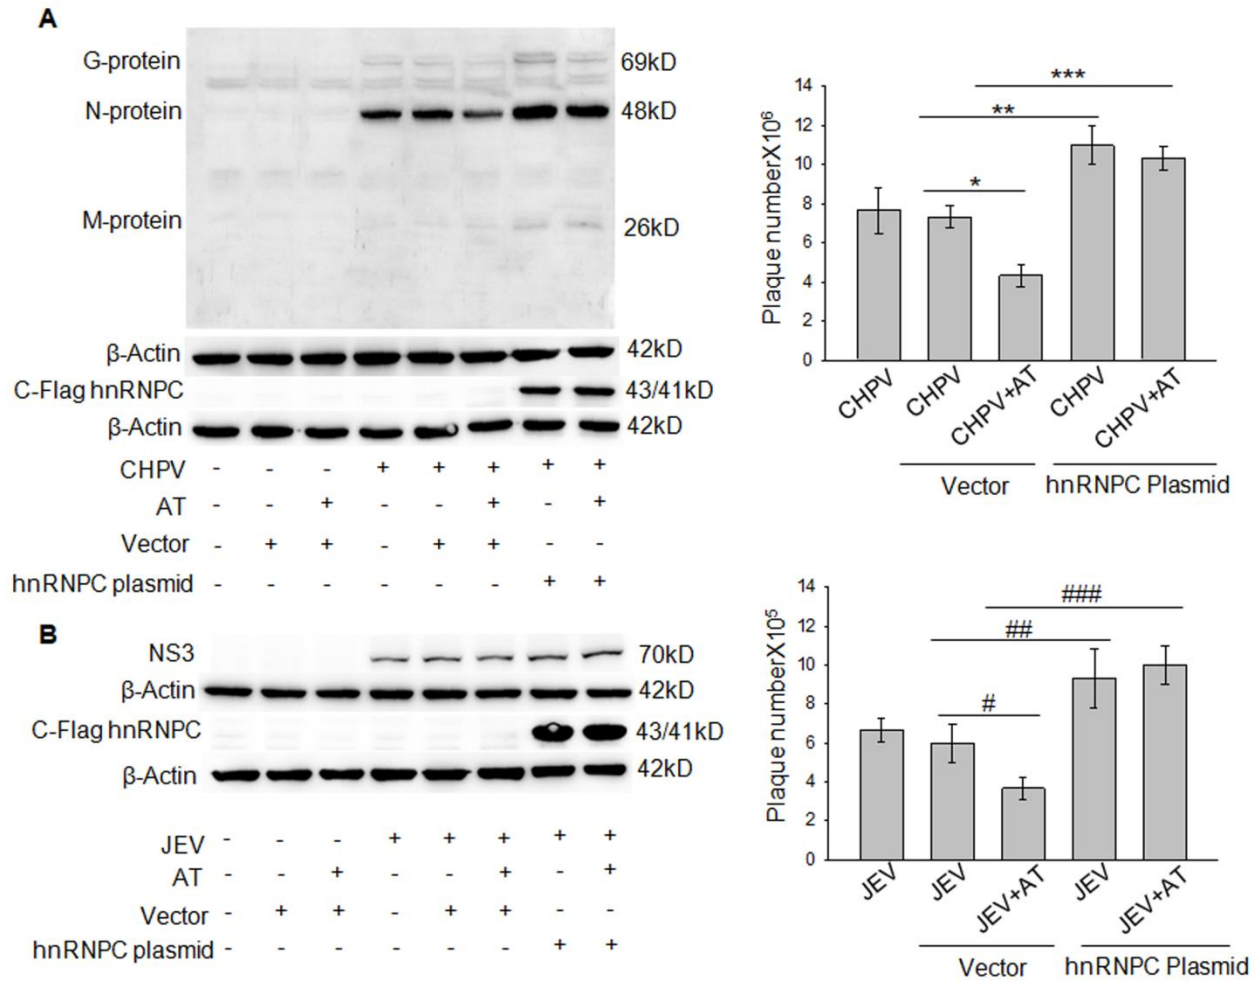 A
G-protein 69kD
N-protein 48kD
M-protein 26kD
β-Actin 42kD
C-Flag hnRNPC 43/41kD
β-Actin 42kD
CHPV - - - + + + + +
AT - - + - - + - +
Vector - + + - + + - -
hnRNPC plasmid - - - - - - + +
Plaque numberX10⁶
14
12
10
8
6
4
2
0
***
**
*
CHPV CHPV CHPV+AT CHPV CHPV+AT
Vector hnRNPC Plasmid
B
NS3 70kD
β-Actin 42kD
C-Flag hnRNPC 43/41kD
β-Actin 42kD
JEV - - - + + + + +
AT - - + - - + - +
Vector - + + - + + - -
hnRNPC plasmid - - - - - - + +
Plaque numberX10⁵
14
12
10
8
6
4
2
0
###
##
#
JEV JEV JEV+AT JEV JEV+AT
Vector hnRNPC Plasmid